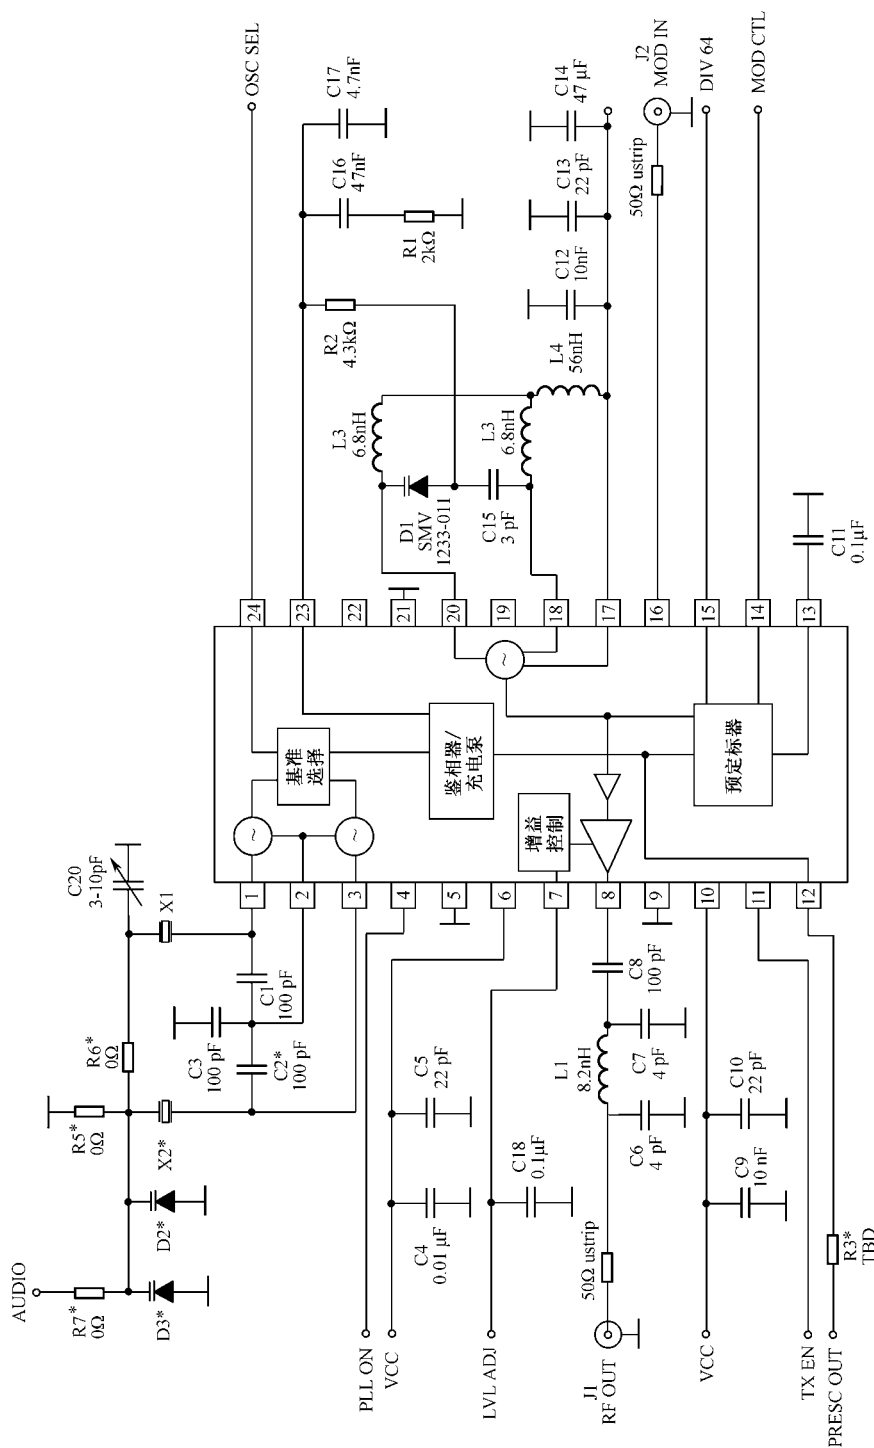 AUDIO
R7*
0Ω
D3*
D2*
R5*
0Ω
X2*
R6*
0Ω
C20
3-10pF
X1
C3
100 pF
C2*
100 pF
C1
100 pF
PLL ON
VCC
C4
0.01 μF
C5
22 pF
LVL ADJ
C18
0.1μF
J1
RF OUT
50Ω ustrip
C6
4 pF
L1
8.2nH
C7
4 pF
C8
100 pF
VCC
C9
10 nF
C10
22 pF
TX EN
PRESC OUT
R3*
TBD
1
2
3
4
5
6
7
8
9
10
11
12
~
~
基准
选择
鉴相器/
充电泵
增益
控制
~
预定标器
24
23
22
21
20
19
18
17
16
15
14
13
OSC SEL
C17
4.7nF
C16
47nF
R1
2kΩ
R2
4.3kΩ
L3
6.8nH
D1
SMV
1233-011
C15
3 pF
L3
6.8nH
L4
56nH
C12
10nF
C13
22 pF
C14
47 μF
50Ω ustrip
J2
MOD IN
DIV 64
MOD CTL
C11
0.1μF